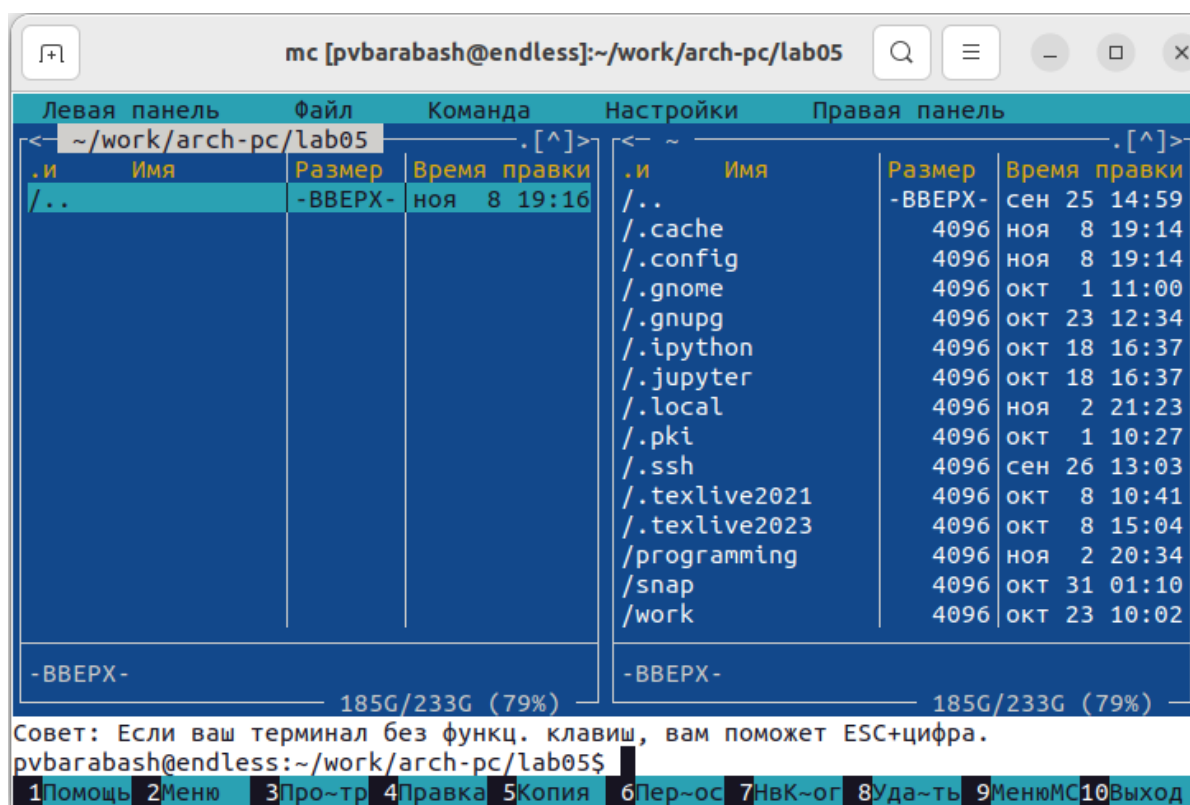 mc [pvbarabash@endless]:~/work/arch-pc/lab05
Левая панель Файл Команда Настройки Правая панель
<— ~/work/arch-pc/lab05 .[^]>
.и Имя Размер Время правки
/.. -ВВЕРХ- ноя 8 19:16
-ВВЕРХ-
185G/233G (79%)
<— ~ .[^]>
.и Имя Размер Время правки
/.. -ВВЕРХ- сен 25 14:59
/.cache 4096 ноя 8 19:14
/.config 4096 ноя 8 19:14
/.gnome 4096 окт 1 11:00
/.gnupg 4096 окт 23 12:34
/.ipython 4096 окт 18 16:37
/.jupyter 4096 окт 18 16:37
/.local 4096 ноя 2 21:23
/.pki 4096 окт 1 10:27
/.ssh 4096 сен 26 13:03
/.texlive2021 4096 окт 8 10:41
/.texlive2023 4096 окт 8 15:04
/programming 4096 ноя 2 20:34
/snap 4096 окт 31 01:10
/work 4096 окт 23 10:02
-ВВЕРХ-
185G/233G (79%)
Совет: Если ваш терминал без функц. клавиш, вам поможет ESC+цифра.
pvbarabash@endless:~/work/arch-pc/lab05$
1Помощь 2Меню 3Про~тр 4Правка 5Копия 6Пер~ос 7НвК~ог 8Уда~ть 9МенюМС 10Выход